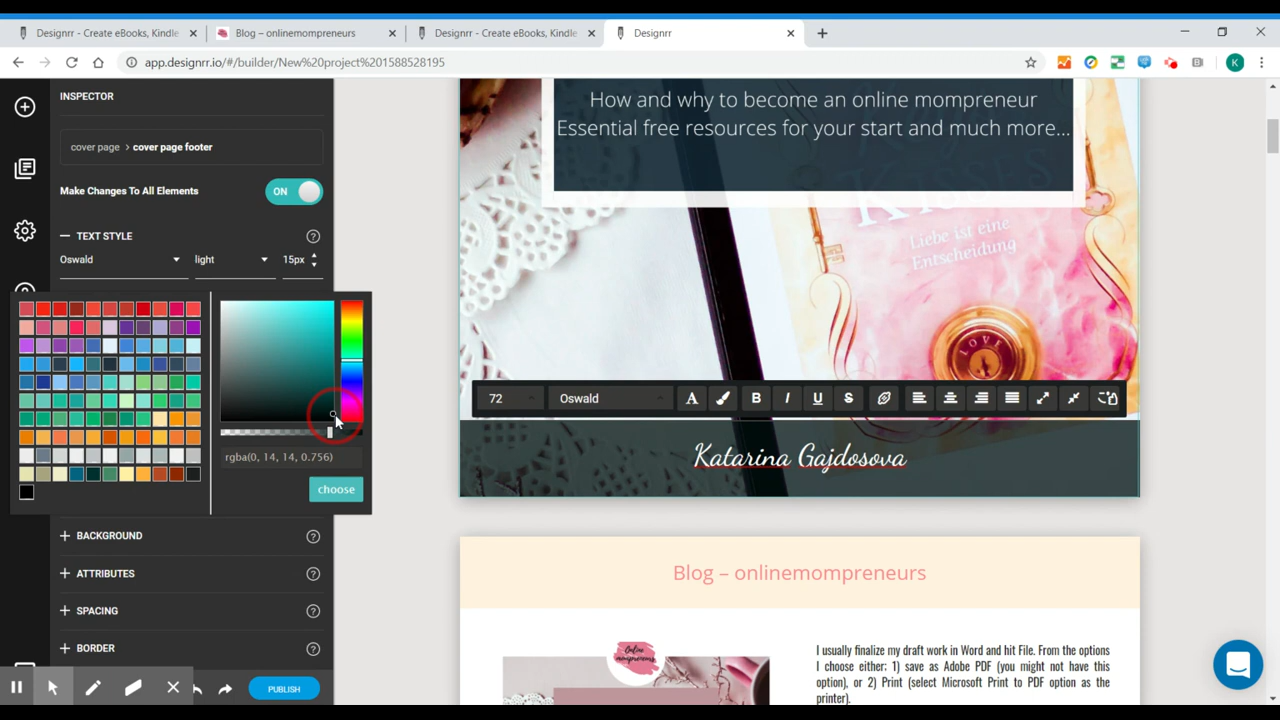 Designrr - Create eBooks, Kindle
Blog – onlinemompreneurs
Designrr - Create eBooks, Kindle
Designrr
app.designrr.io/#/builder/New%20project%201588528195
K
INSPECTOR
cover page > cover page footer
Make Changes To All Elements
ON
TEXT STYLE
Oswald
light
15px
rgba(0, 14, 14, 0.756)
choose
BACKGROUND
ATTRIBUTES
SPACING
BORDER
PUBLISH
How and why to become an online mompreneur
Essential free resources for your start and much more...
Liebe ist eine
Entscheidung
LOVE
72
Oswald
A
B
I
U
S
Katarina Gajdosova
Blog – onlinemompreneurs
Online
mompreneurs
I usually finalize my draft work in Word and hit File. From the options
I choose either: 1) save as Adobe PDF (you might not have this
option), or 2) Print (select Microsoft Print to PDF option as the
printer).